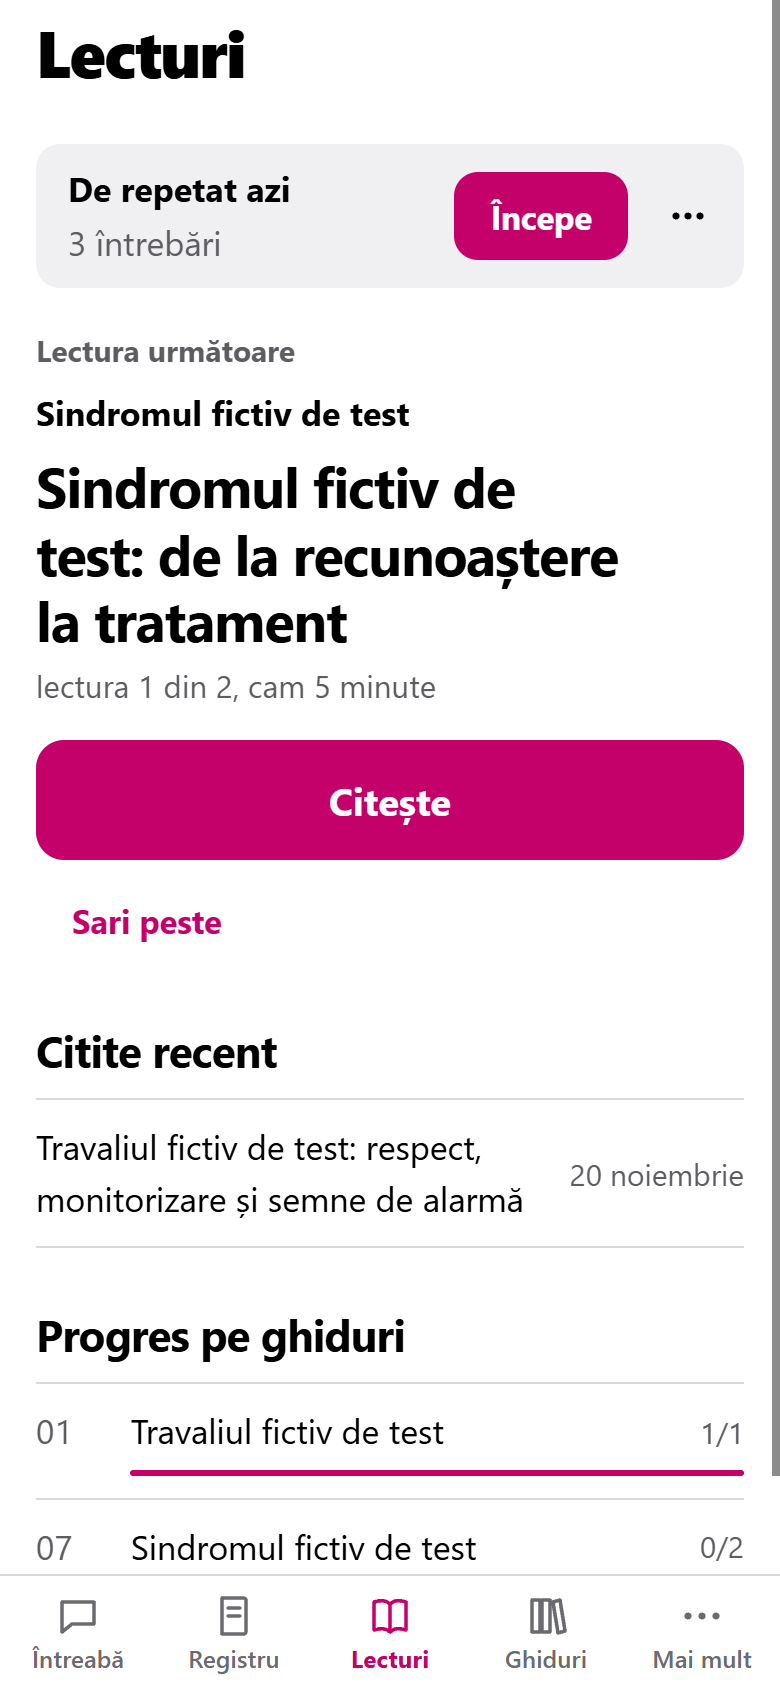 Lecturi
De repetat azi
3 întrebări
Începe
Lectura următoare
Sindromul fictiv de test
Sindromul fictiv de
test: de la recunoaștere
la tratament
lectura 1 din 2, cam 5 minute
Citește
Sari peste
Citite recent
Travaliul fictiv de test: respect,
monitorizare și semne de alarmă
20 noiembrie
Progres pe ghiduri
01 Travaliul fictiv de test 1/1
07 Sindromul fictiv de test 0/2
Întreabă Registru Lecturi Ghiduri Mai mult